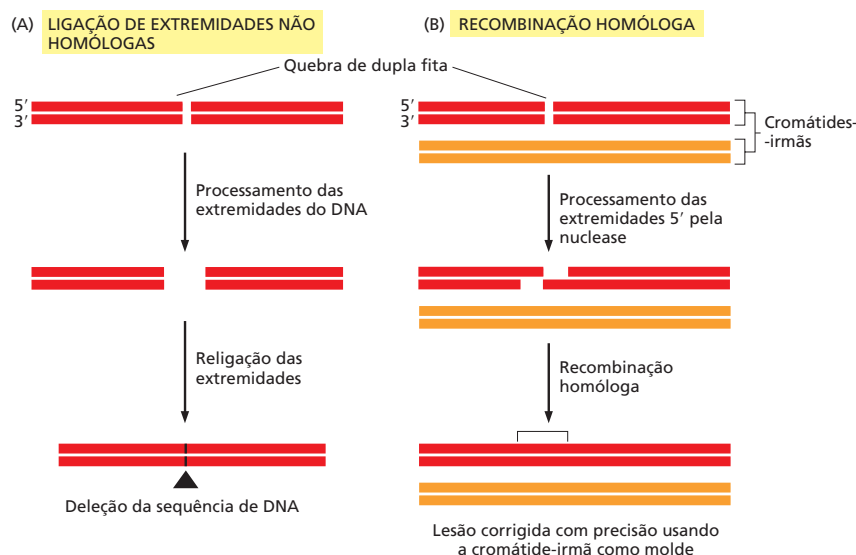 (A) LIGAÇÃO DE EXTREMIDADES NÃO
HOMÓLOGAS
(B) RECOMBINAÇÃO HOMÓLOGA
Quebra de dupla fita
5′
3′
5′
3′
Cromátides-
-irmãs
Processamento das
extremidades do DNA
Processamento das
extremidades 5′ pela
nuclease
Religação das
extremidades
Recombinação
homóloga
Deleção da sequência de DNA
Lesão corrigida com precisão usando
a cromátide-irmã como molde